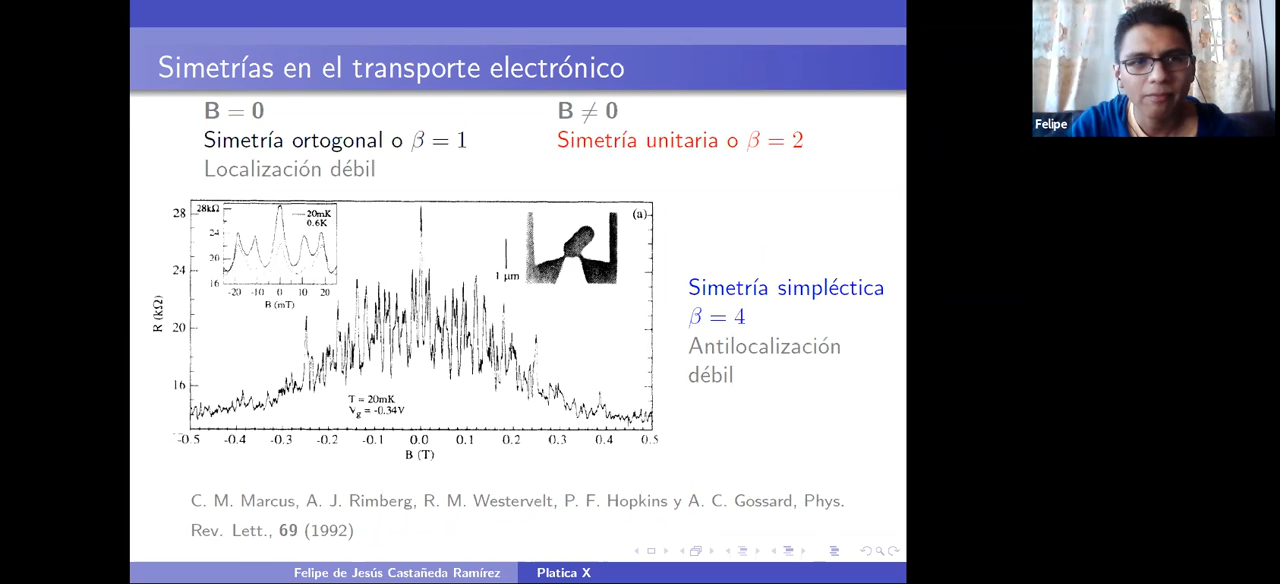 Simetrías en el transporte electrónico
B = 0
B ≠ 0
Simetría ortogonal o β = 1
Simetría unitaria o β = 2
Localización débil
Felipe
28
24
20
16
R (kΩ)
28kΩ
24
20
16
20mK
0.6K
-20 -10 0 10 20
B (mT)
1 μm
(a)
T = 20mK
Vg = -0.34V
-0.5 -0.4 -0.3 -0.2 -0.1 0.0 0.1 0.2 0.3 0.4 0.5
B (T)
Simetría simpléctica
β = 4
Antilocalización
débil
C. M. Marcus, A. J. Rimberg, R. M. Westervelt, P. F. Hopkins y A. C. Gossard, Phys.
Rev. Lett., 69 (1992)
Felipe de Jesús Castañeda Ramírez Platica X